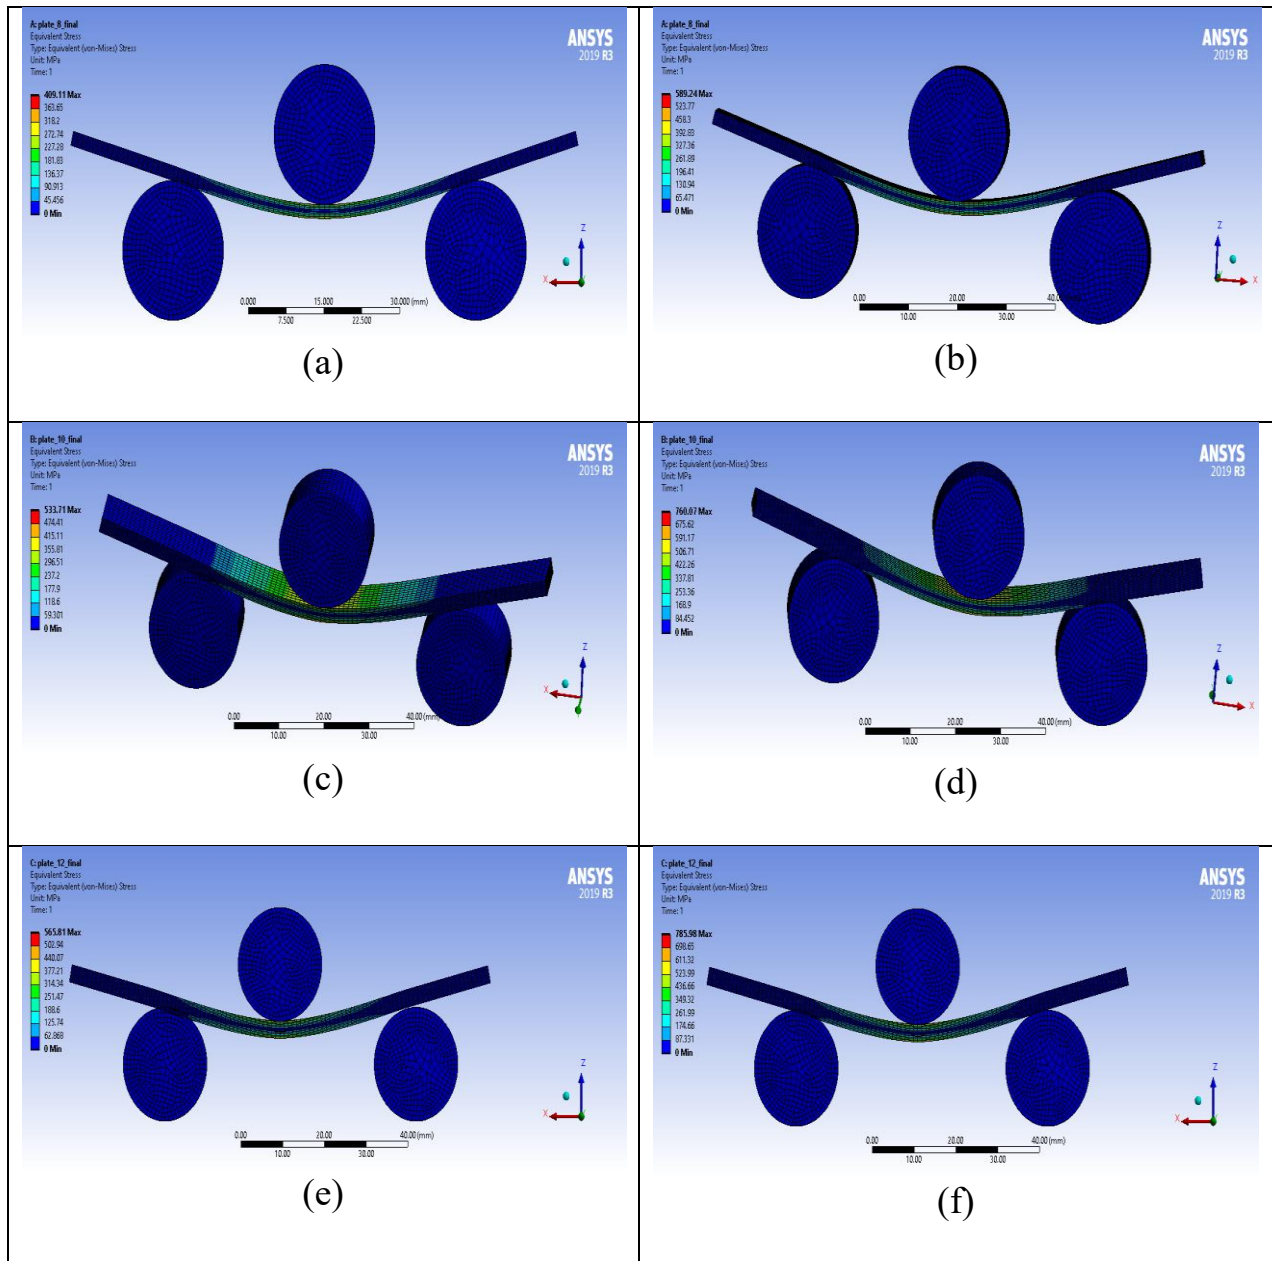 A: plate_8_final
Equivalent Stress
Type: Equivalent (von-Mises) Stress
Unit: MPa
Time: 1
ANSYS
2019 R3
409.11 Max
363.65
318.2
272.74
227.28
181.83
136.37
90.913
45.456
0 Min
Z
X
0.000 15.000 30.000 (mm)
7.500 22.500
(a)
A: plate_8_final
Equivalent Stress
Type: Equivalent (von-Mises) Stress
Unit: MPa
Time: 1
ANSYS
2019 R3
589.24 Max
523.77
458.3
392.83
327.36
261.89
196.41
130.94
65.471
0 Min
Z
X
0.00 20.00 40.00 (mm)
10.00 30.00
(b)
B: plate_10_final
Equivalent Stress
Type: Equivalent (von-Mises) Stress
Unit: MPa
Time: 1
ANSYS
2019 R3
533.71 Max
474.41
415.11
355.81
296.51
237.2
177.9
118.6
59.301
0 Min
Z
X
0.00 20.00 40.00 (mm)
10.00 30.00
(c)
B: plate_10_final
Equivalent Stress
Type: Equivalent (von-Mises) Stress
Unit: MPa
Time: 1
ANSYS
2019 R3
760.07 Max
675.62
591.17
506.71
422.26
337.81
253.36
168.9
84.452
0 Min
Z
X
0.00 20.00 40.00 (mm)
10.00 30.00
(d)
C: plate_12_final
Equivalent Stress
Type: Equivalent (von-Mises) Stress
Unit: MPa
Time: 1
ANSYS
2019 R3
565.81 Max
502.94
440.07
377.21
314.34
251.47
188.6
125.74
62.868
0 Min
Z
X
0.00 20.00 40.00 (mm)
10.00 30.00
(e)
C: plate_12_final
Equivalent Stress
Type: Equivalent (von-Mises) Stress
Unit: MPa
Time: 1
ANSYS
2019 R3
785.98 Max
698.65
611.32
523.99
436.66
349.32
261.99
174.66
87.331
0 Min
Z
X
0.00 20.00 40.00 (mm)
10.00 30.00
(f)